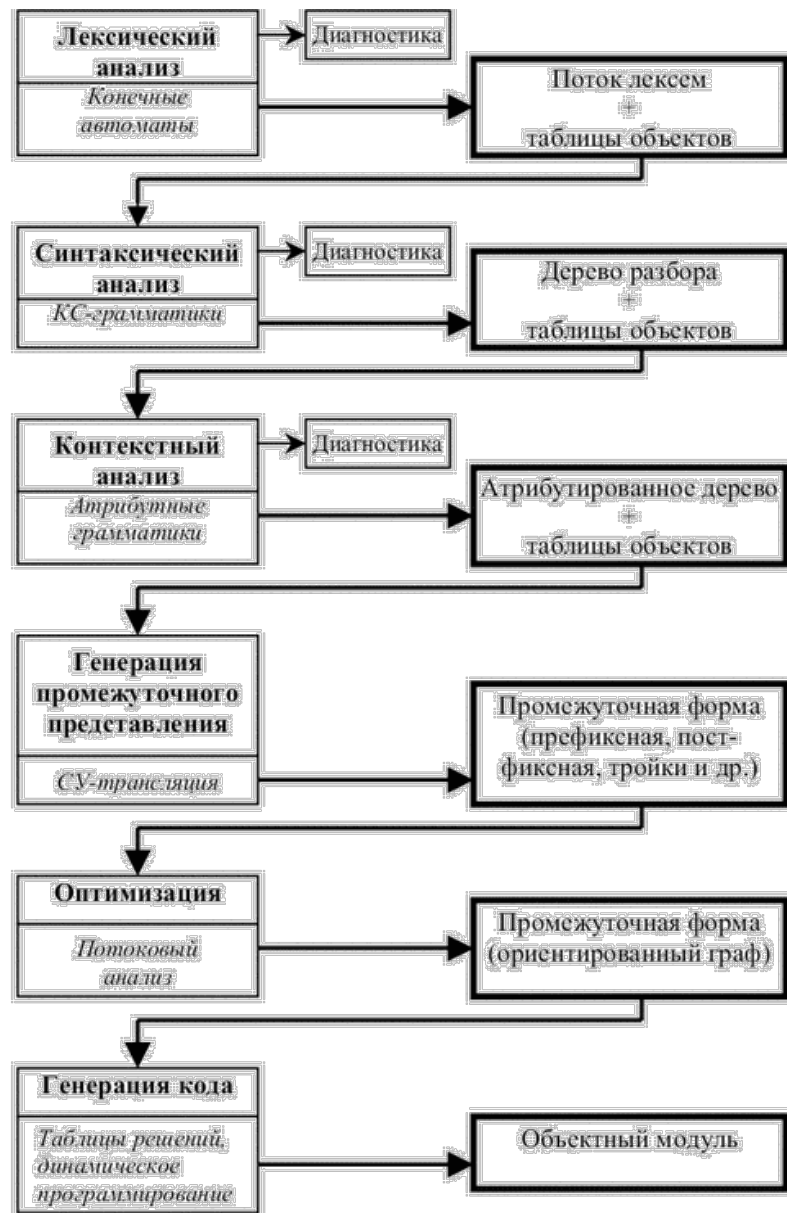 Лексический
анализ
Конечные
автоматы
Диагностика
Поток лексем
+
таблицы объектов
Синтаксический
анализ
КС-грамматики
Диагностика
Дерево разбора
+
таблицы объектов
Контекстный
анализ
Атрибутные
грамматики
Диагностика
Атрибутированное дерево
+
таблицы объектов
Генерация
промежуточного
представления
СУ-трансляция
Промежуточная форма
(префиксная, пост-
фиксная, тройки и др.)
Оптимизация
Потоковый
анализ
Промежуточная форма
(ориентированный граф)
Генерация кода
Таблицы решений,
динамическое
программирование
Объектный модуль